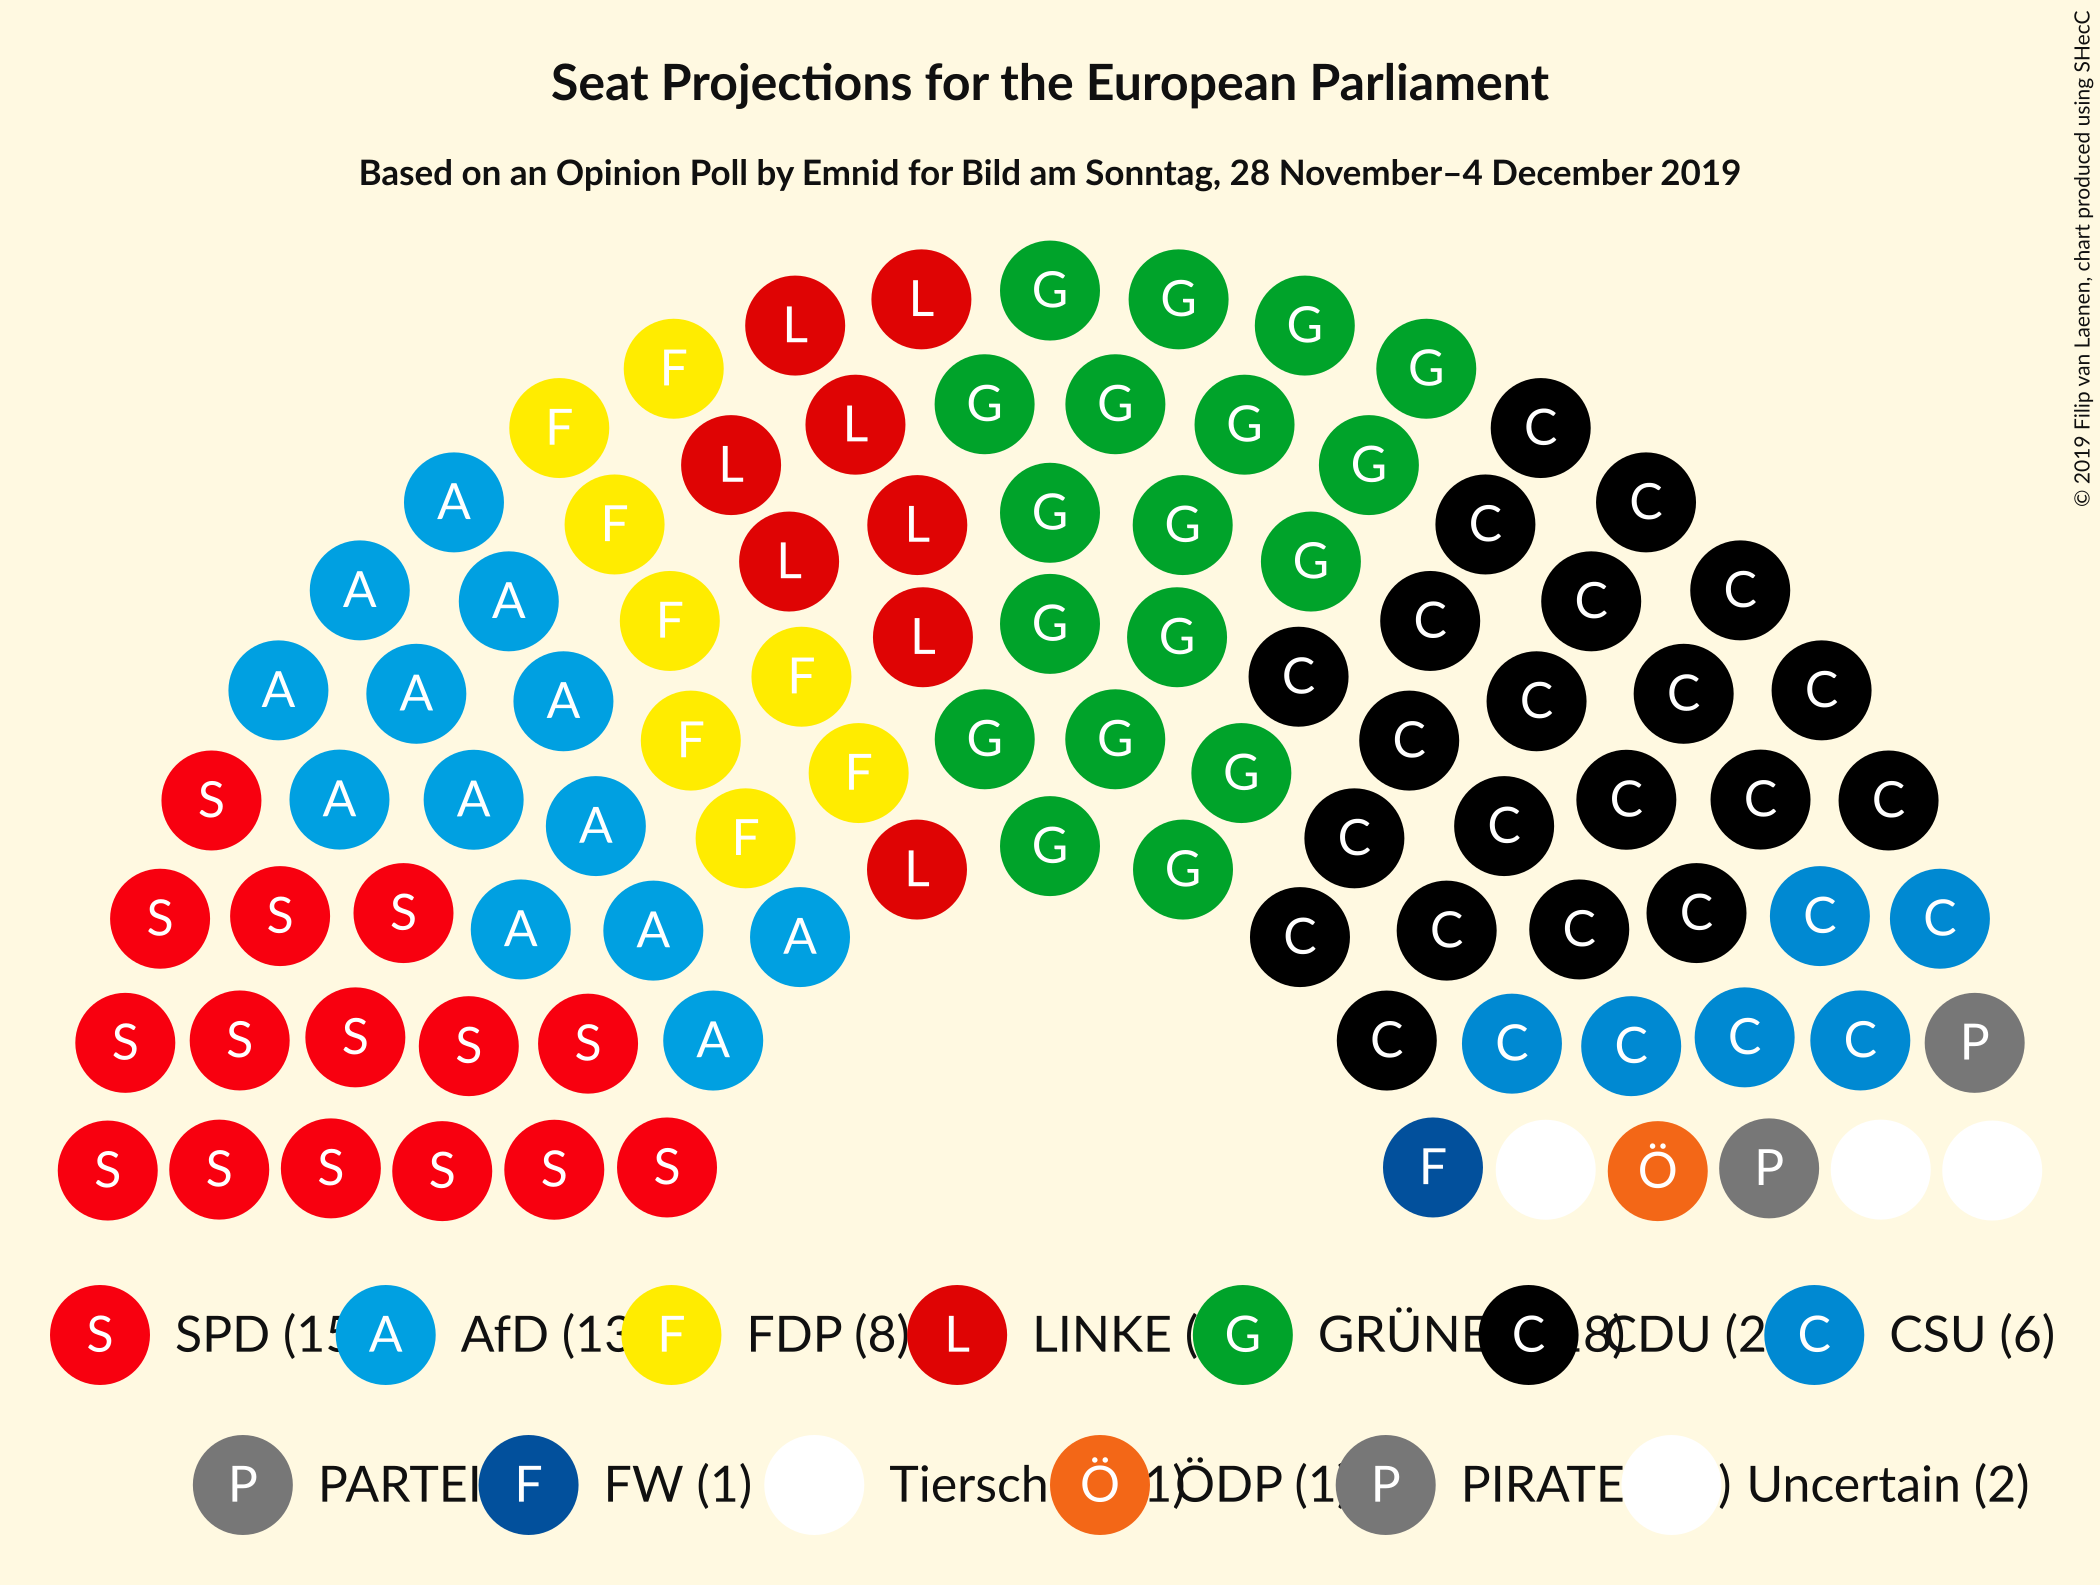 Seat Projections for the European Parliament
Based on an Opinion Poll by Emnid for Bild am Sonntag, 28 November–4 December 2019
© 2019 Filip van Laenen, chart produced using SHecC
L L G G G G
F F L L G G G G C C
A A F F L L G G G C C C
A A A F F L G G C C C C C
S A A A F F L G G G C C C C C C
S S S A A A G G C C C C C C
S S S S S A C C C C C P
S S S S S S F Ö P
S SPD (15 A AfD (13 F FDP (8) L LINKE ( G GRÜNE C 8) CDU (2 C CSU (6)
P PARTEI F FW (1) Tiersch Ö 1) ÖDP (1) P PIRATE ) Uncertain (2)